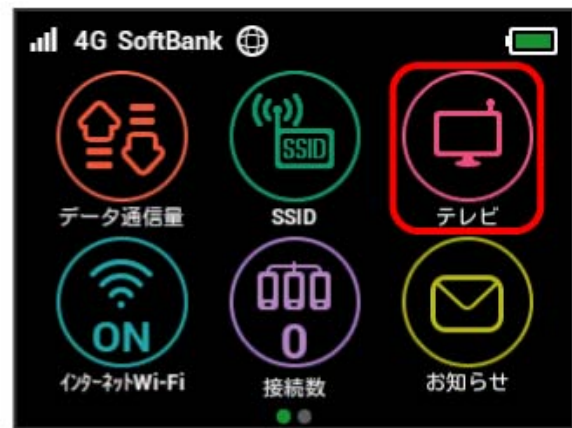 4G SoftBank
データ通信量
SSID
SSID
テレビ
ON
インターネットWi-Fi
0
接続数
お知らせ